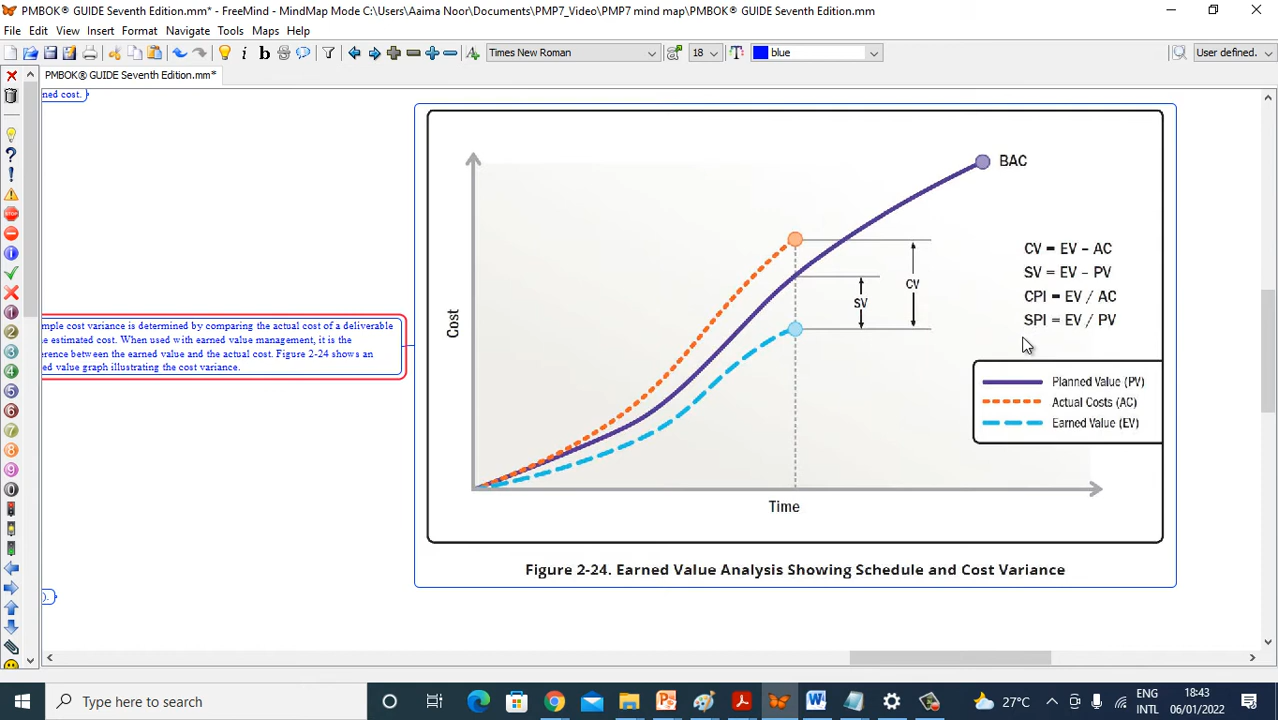 PMBOK® GUIDE Seventh Edition.mm* - FreeMind - MindMap Mode C:\Users\Aaima Noor\Documents\PMP7_Video\PMP7 mind map\PMBOK® GUIDE Seventh Edition.mm
File Edit View Insert Format Navigate Tools Maps Help
Times New Roman 18 blue User defined.
PMBOK® GUIDE Seventh Edition.mm*
ned cost.
BAC
CV = EV – AC
SV = EV – PV
CPI = EV / AC
SPI = EV / PV
CV
SV
Cost
mple cost variance is determined by comparing the actual cost of a deliverable
e estimated cost. When used with earned value management, it is the
erence between the earned value and the actual cost. Figure 2-24 shows an
ed value graph illustrating the cost variance.
Planned Value (PV)
Actual Costs (AC)
Earned Value (EV)
Time
Figure 2-24. Earned Value Analysis Showing Schedule and Cost Variance
).
Type here to search
27°C
ENG
INTL
18:43
06/01/2022